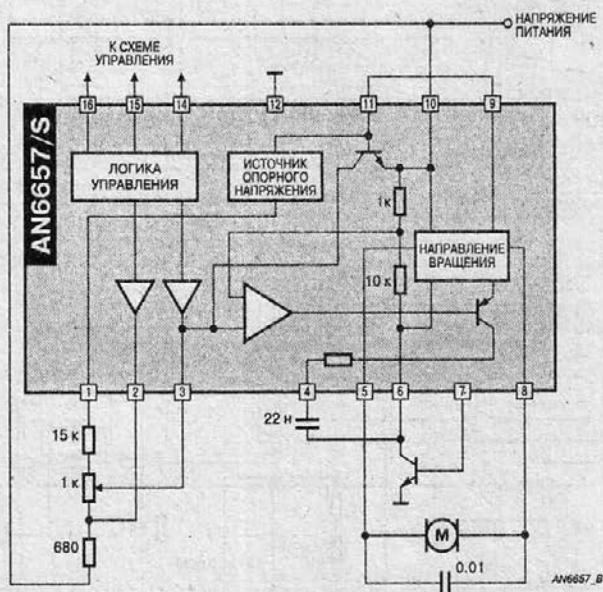 НАПРЯЖЕНИЕ
ПИТАНИЯ
К СХЕМЕ
УПРАВЛЕНИЯ
16
15
14
12
11
10
9
AN6657/S
ЛОГИКА
УПРАВЛЕНИЯ
ИСТОЧНИК
ОПОРНОГО
НАПРЯЖЕНИЯ
1к
10 к
НАПРАВЛЕНИЕ
ВРАЩЕНИЯ
1
2
3
4
5
6
7
8
15 к
1 к
680
22 н
М
0.01
AN6657_B